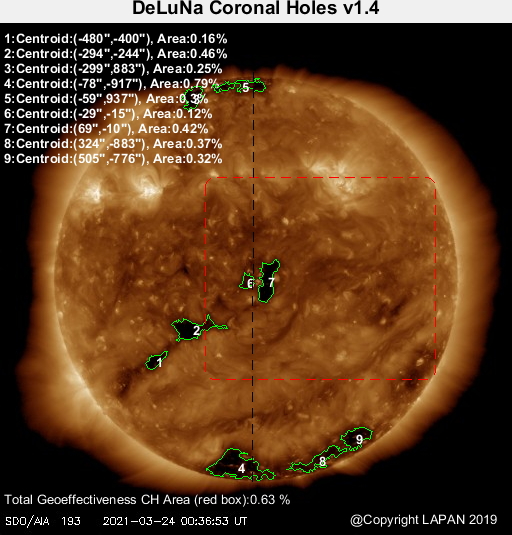 DeLuNa Coronal Holes v1.4
1:Centroid:(-480",-400"), Area:0.16%
2:Centroid:(-294",-244"), Area:0.46%
3:Centroid:(-299",883"), Area:0.25%
4:Centroid:(-78",-917"), Area:0.79%
5:Centroid:(-59",937"), Area:0.3%
6:Centroid:(-29",-15"), Area:0.12%
7:Centroid:(69",-10"), Area:0.42%
8:Centroid:(324",-883"), Area:0.37%
9:Centroid:(505",-776"), Area:0.32%
5
3
6
7
2
1
9
8
4
Total Geoeffectiveness CH Area (red box):0.63 %
SDO/AIA 193 2021-03-24 00:36:53 UT
@Copyright LAPAN 2019